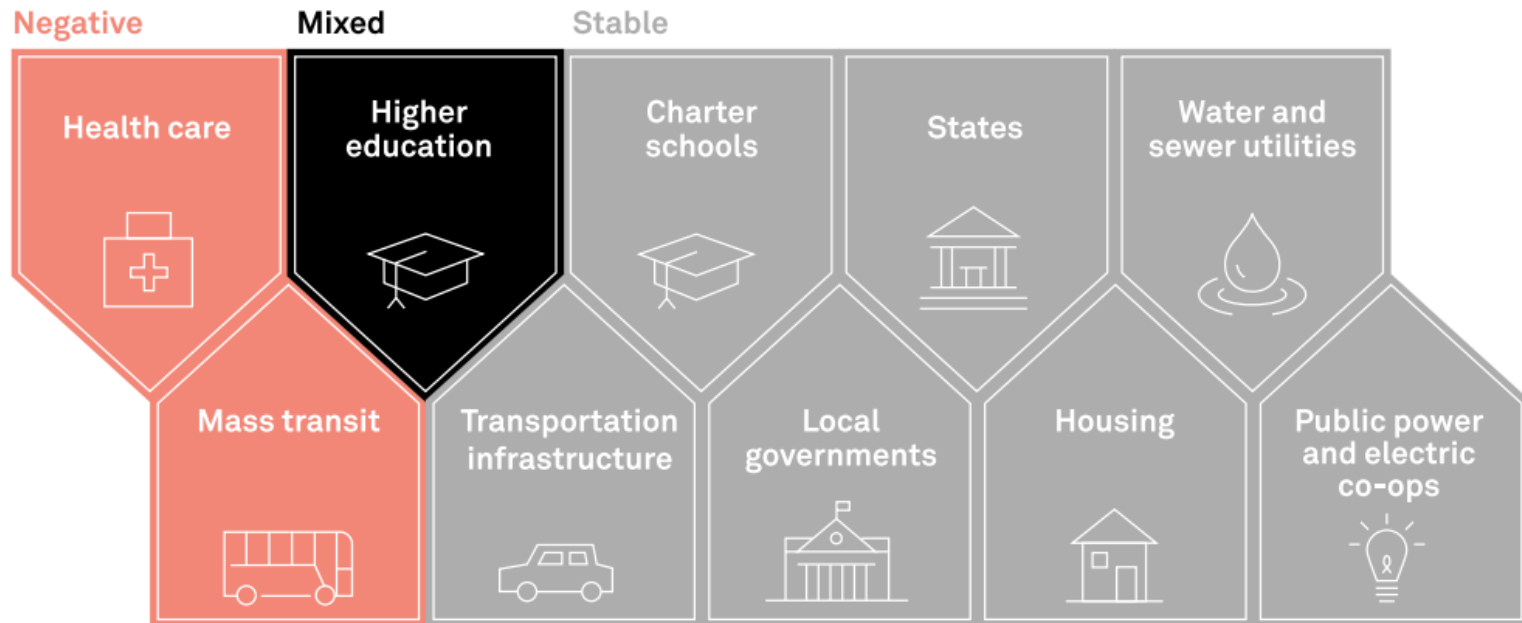 Negative
Mixed
Stable
Health care
Higher
education
Charter
schools
States
Water and
sewer utilities
Mass transit
Transportation
infrastructure
Local
governments
Housing
Public power
and electric
co-ops